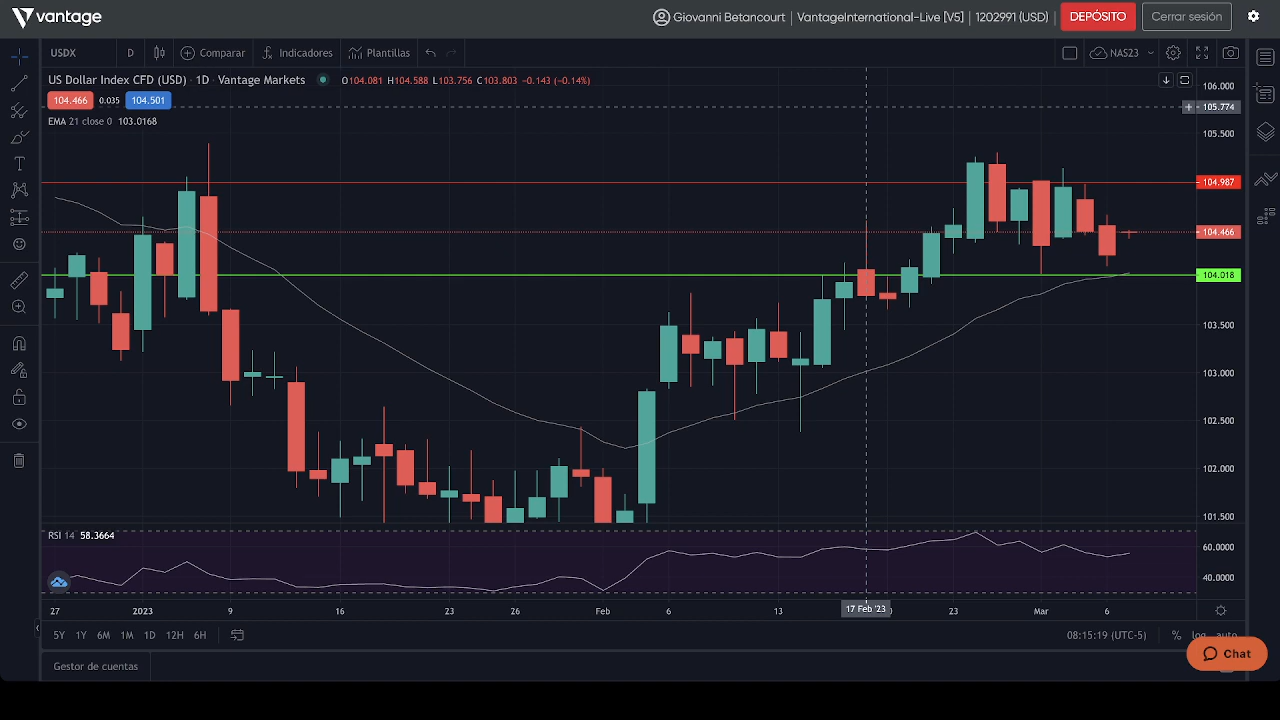 vantage
Giovanni Betancourt | VantageInternational-Live [V5] | 1202991 (USD)
DEPÓSITO
Cerrar sesión
USDX
D
Comparar
Indicadores
Plantillas
NAS23
US Dollar Index CFD (USD) · 1D · Vantage Markets
O104.081 H104.588 L103.756 C103.803 -0.143 (-0.14%)
104.466
0.035
104.501
EMA 21 close 0 103.0168
106.000
105.774
105.500
104.987
104.466
104.018
103.500
103.000
102.500
102.000
101.500
RSI 14 58.3664
60.0000
40.0000
27
2023
9
16
23
26
Feb
6
13
17 Feb '23
23
Mar
6
5Y 1Y 6M 1M 1D 12H 6H
08:15:19 (UTC-5)
%
log
auto
Chat
Gestor de cuentas